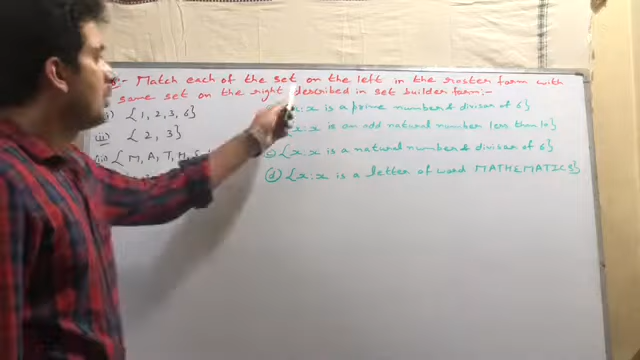 Match each of the set on the left in the roster form with
same set on the right described in set builder form:-
{1, 2, 3, 6}
x:x is a prime number & divisor of 6}
(ii) {2, 3}
x:x is an odd natural number less than 10}
(iii) {M, A, T, H,
c) {x:x is a natural number & divisor of 6}
(d) {x:x is a letter of word MATHEMATICS}